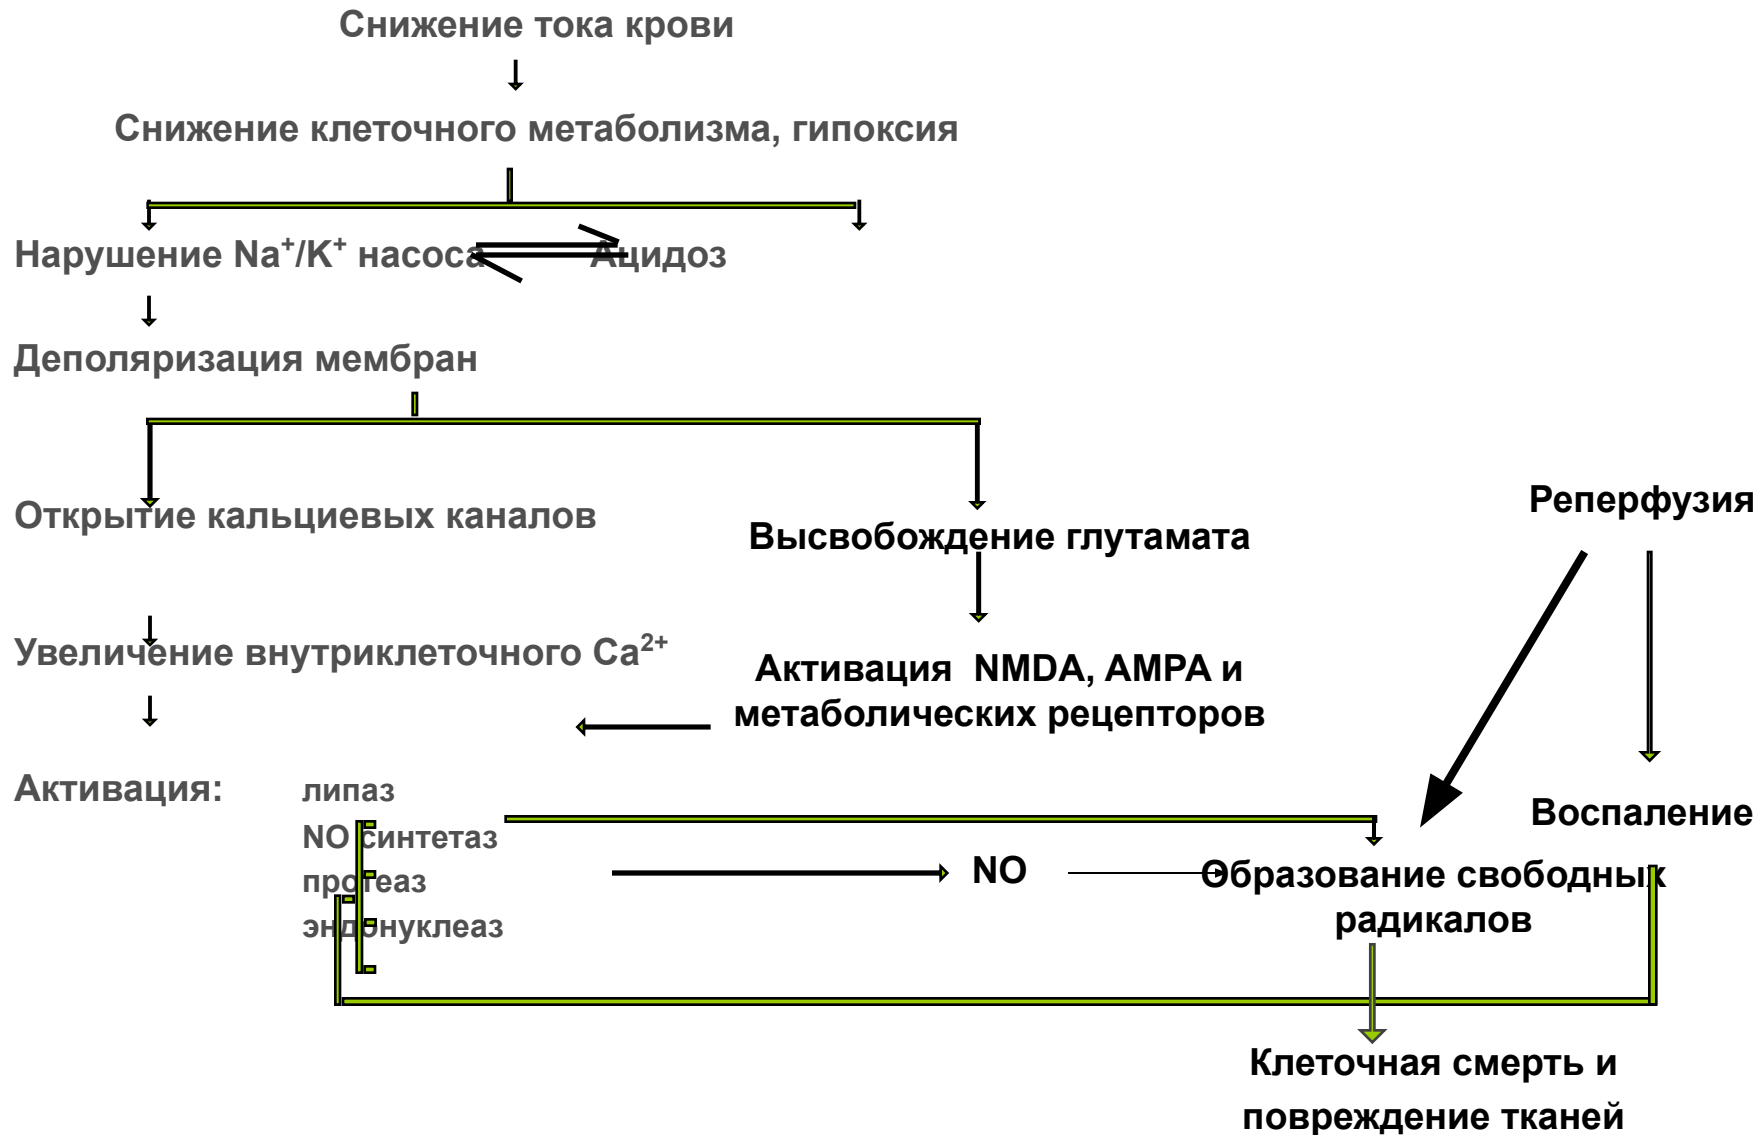 Снижение тока крови
Снижение клеточного метаболизма, гипоксия
Нарушение Na⁺/K⁺ насоса Ацидоз
Деполяризация мембран
Открытие кальциевых каналов
Высвобождение глутамата
Реперфузия
Увеличение внутриклеточного Ca²⁺
Активация NMDA, AMPA и
метаболических рецепторов
Активация: липаз
NO синтетаз
протеаз
эндонуклеаз
NO
Воспаление
Образование свободных
радикалов
Клеточная смерть и
повреждение тканей